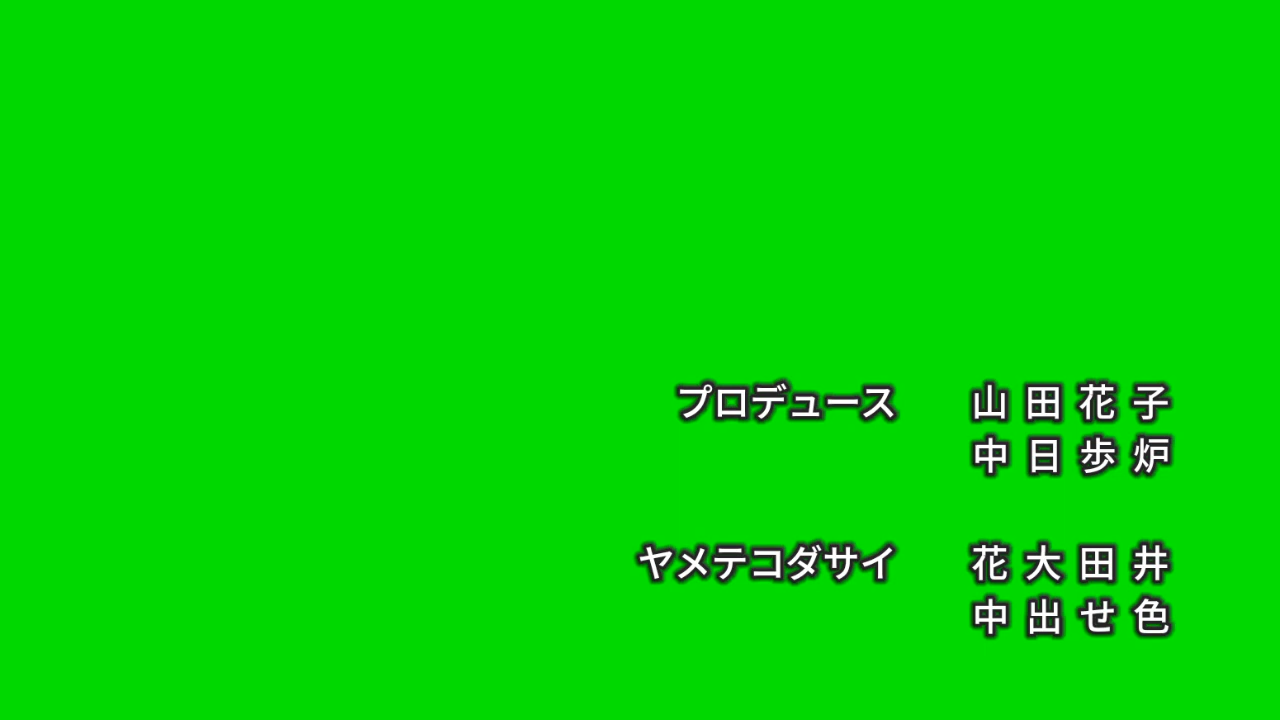 プロデュース 山田花子
中日歩炉
ヤメテコダサイ 花大田井
中出せ色